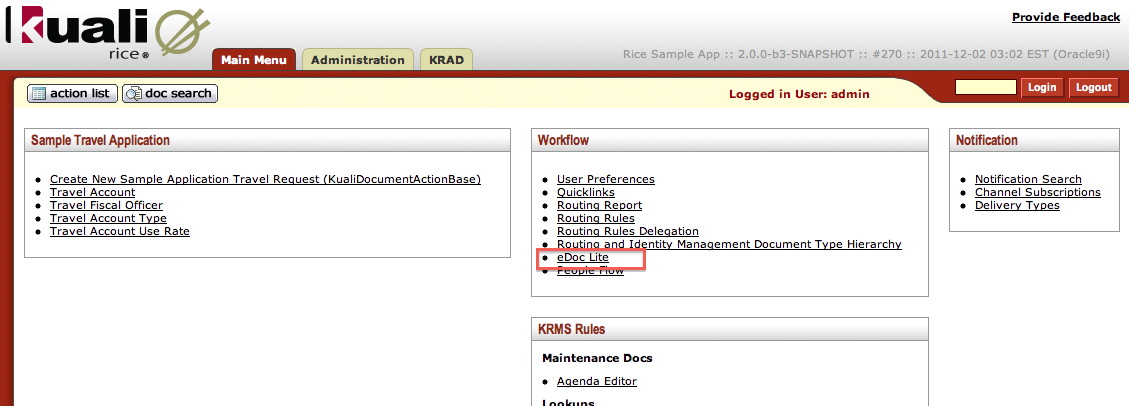 Kuali
rice®
Provide Feedback
Main Menu
Administration
KRAD
Rice Sample App :: 2.0.0-b3-SNAPSHOT :: #270 :: 2011-12-02 03:02 EST (Oracle9i)
action list
doc search
Logged in User: admin
Login
Logout
Sample Travel Application
Create New Sample Application Travel Request (KualiDocumentActionBase)
Travel Account
Travel Fiscal Officer
Travel Account Type
Travel Account Use Rate
Workflow
User Preferences
Quicklinks
Routing Report
Routing Rules
Routing Rules Delegation
Routing and Identity Management Document Type Hierarchy
eDoc Lite
People Flow
KRMS Rules
Maintenance Docs
Agenda Editor
Lookups
Notification
Notification Search
Channel Subscriptions
Delivery Types